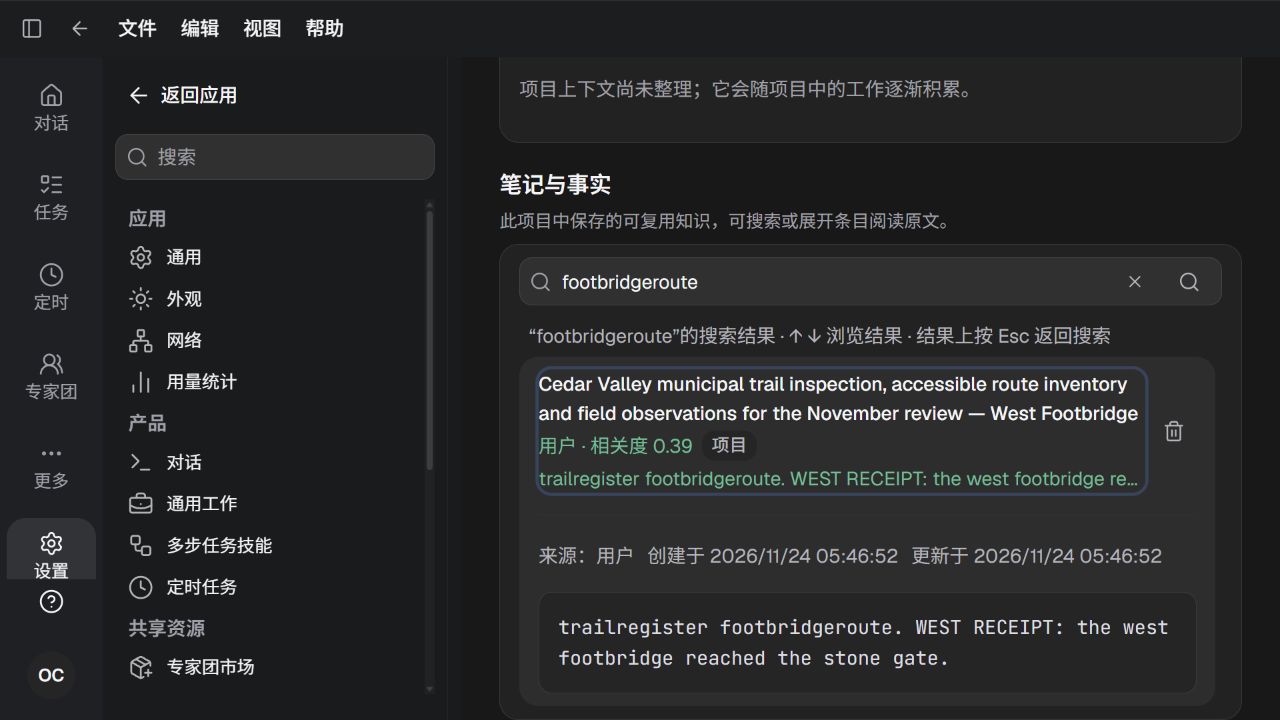 文件 编辑 视图 帮助
对话
任务
定时
专家团
更多
设置
OC
返回应用
搜索
应用
通用
外观
网络
用量统计
产品
对话
通用工作
多步任务技能
定时任务
共享资源
专家团市场
项目上下文尚未整理；它会随项目中的工作逐渐积累。
笔记与事实
此项目中保存的可复用知识，可搜索或展开条目阅读原文。
footbridgeroute
“footbridgeroute”的搜索结果 · ↑ ↓ 浏览结果 · 结果上按 Esc 返回搜索
Cedar Valley municipal trail inspection, accessible route inventory
and field observations for the November review — West Footbridge
用户 · 相关度 0.39 项目
trailregister footbridgeroute. WEST RECEIPT: the west footbridge re...
来源：用户 创建于 2026/11/24 05:46:52 更新于 2026/11/24 05:46:52
trailregister footbridgeroute. WEST RECEIPT: the west
footbridge reached the stone gate.